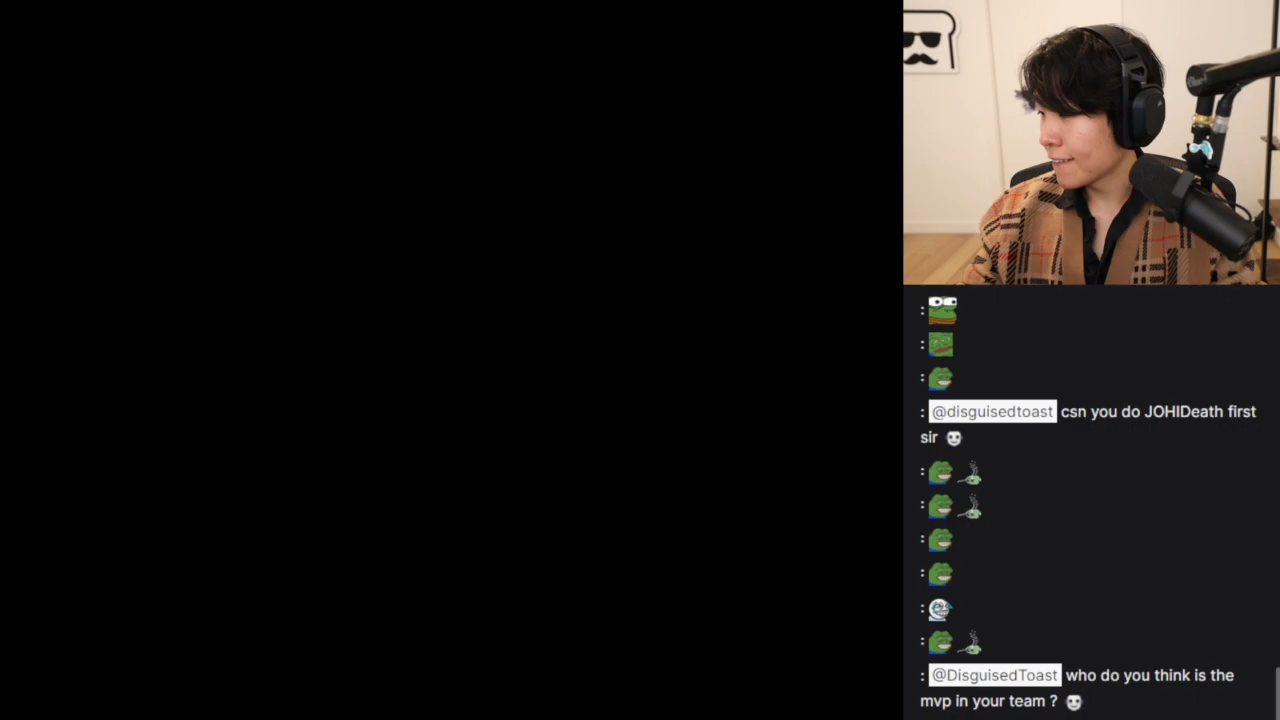 :
:
:
: @disguisedtoast csn you do JOHIDeath first
sir
:
:
:
:
:
:
: @DisguisedToast who do you think is the
mvp in your team ?